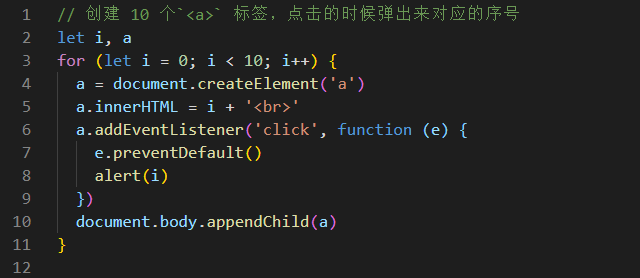 1 // 创建 10 个`<a>` 标签，点击的时候弹出来对应的序号
2 let i, a
3 for (let i = 0; i < 10; i++) {
4   a = document.createElement('a')
5   a.innerHTML = i + '<br>'
6   a.addEventListener('click', function (e) {
7     e.preventDefault()
8     alert(i)
9   })
10   document.body.appendChild(a)
11 }
12